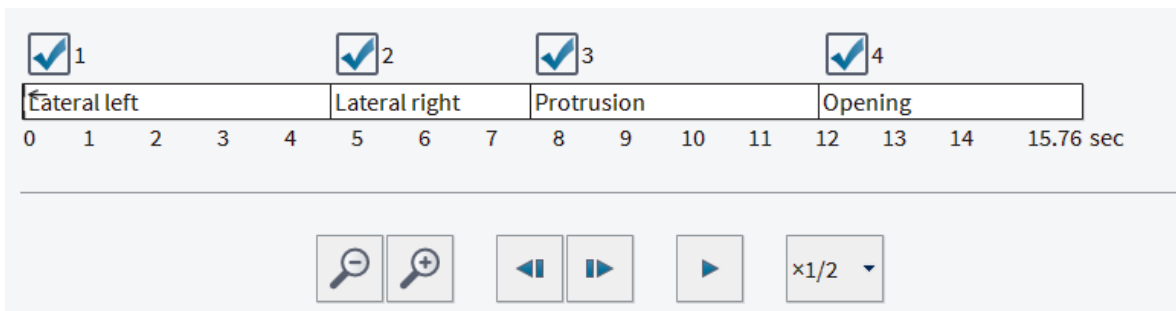 1 2 3 4
Lateral left Lateral right Protrusion Opening
0 1 2 3 4 5 6 7 8 9 10 11 12 13 14 15.76 sec
×1/2